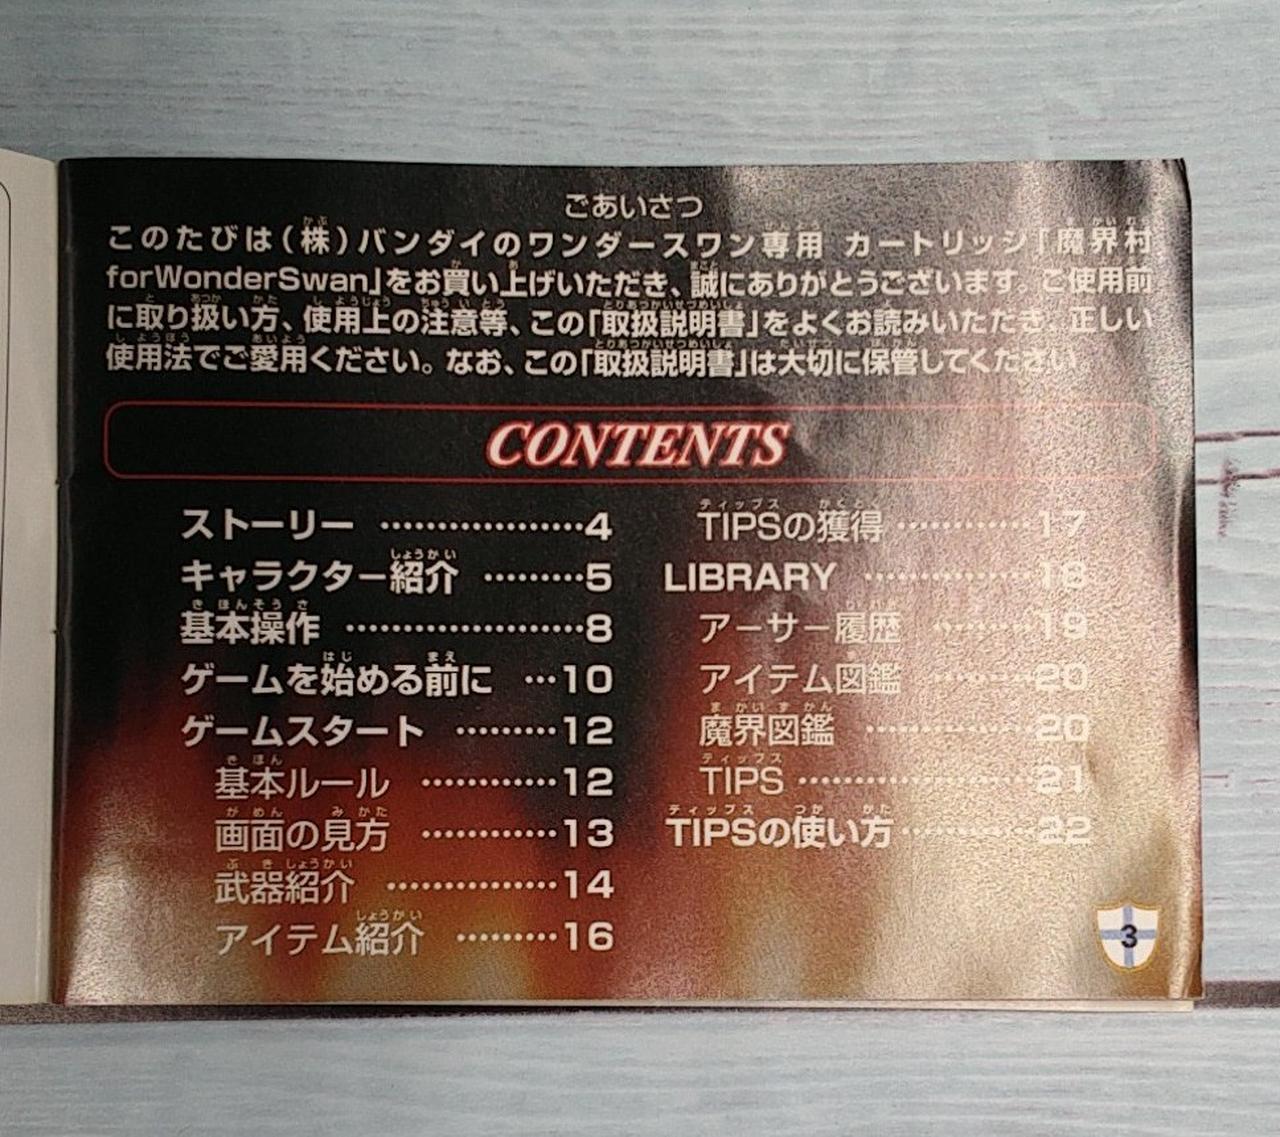 ごあいさつ
このたびは(株)バンダイのワンダースワン専用 カートリッジ「魔界村
forWonderSwan」をお買い上げいただき、誠にありがとうございます。ご使用前
に取り扱い方、使用上の注意等、この「取扱説明書」をよくお読みいただき、正しい
使用法でご愛用ください。なお、この「取扱説明書」は大切に保管してください。
CONTENTS
ストーリー ………………4
キャラクター紹介 ………5
基本操作 ……………………8
ゲームを始める前に …10
ゲームスタート ………12
基本ルール …………12
画面の見方 …………13
武器紹介 ……………14
アイテム紹介 ………16
TIPSの獲得 …………17
LIBRARY ……………18
アーサー履歴 ………19
アイテム図鑑 ………20
魔界図鑑 ……………20
TIPS …………………21
TIPSの使い方 …………22
3